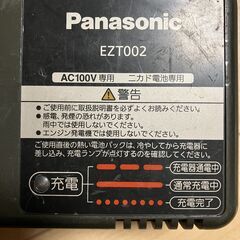 Panasonic
EZT002
AC100V専用 ニカド電池専用
⚠警告
●ご使用前に取扱説明書を必ずお読みください。
●感電、発煙の恐れがあります。
雨中では使用しないでください。
●エンジン発電機では使用しないでください。
使用直後の熱い電池パックは、冷やしてから充電器に
差し込み、充電ランプが点灯するのを確認してください。
充電
充電器通電中
通常充電中
充電完了